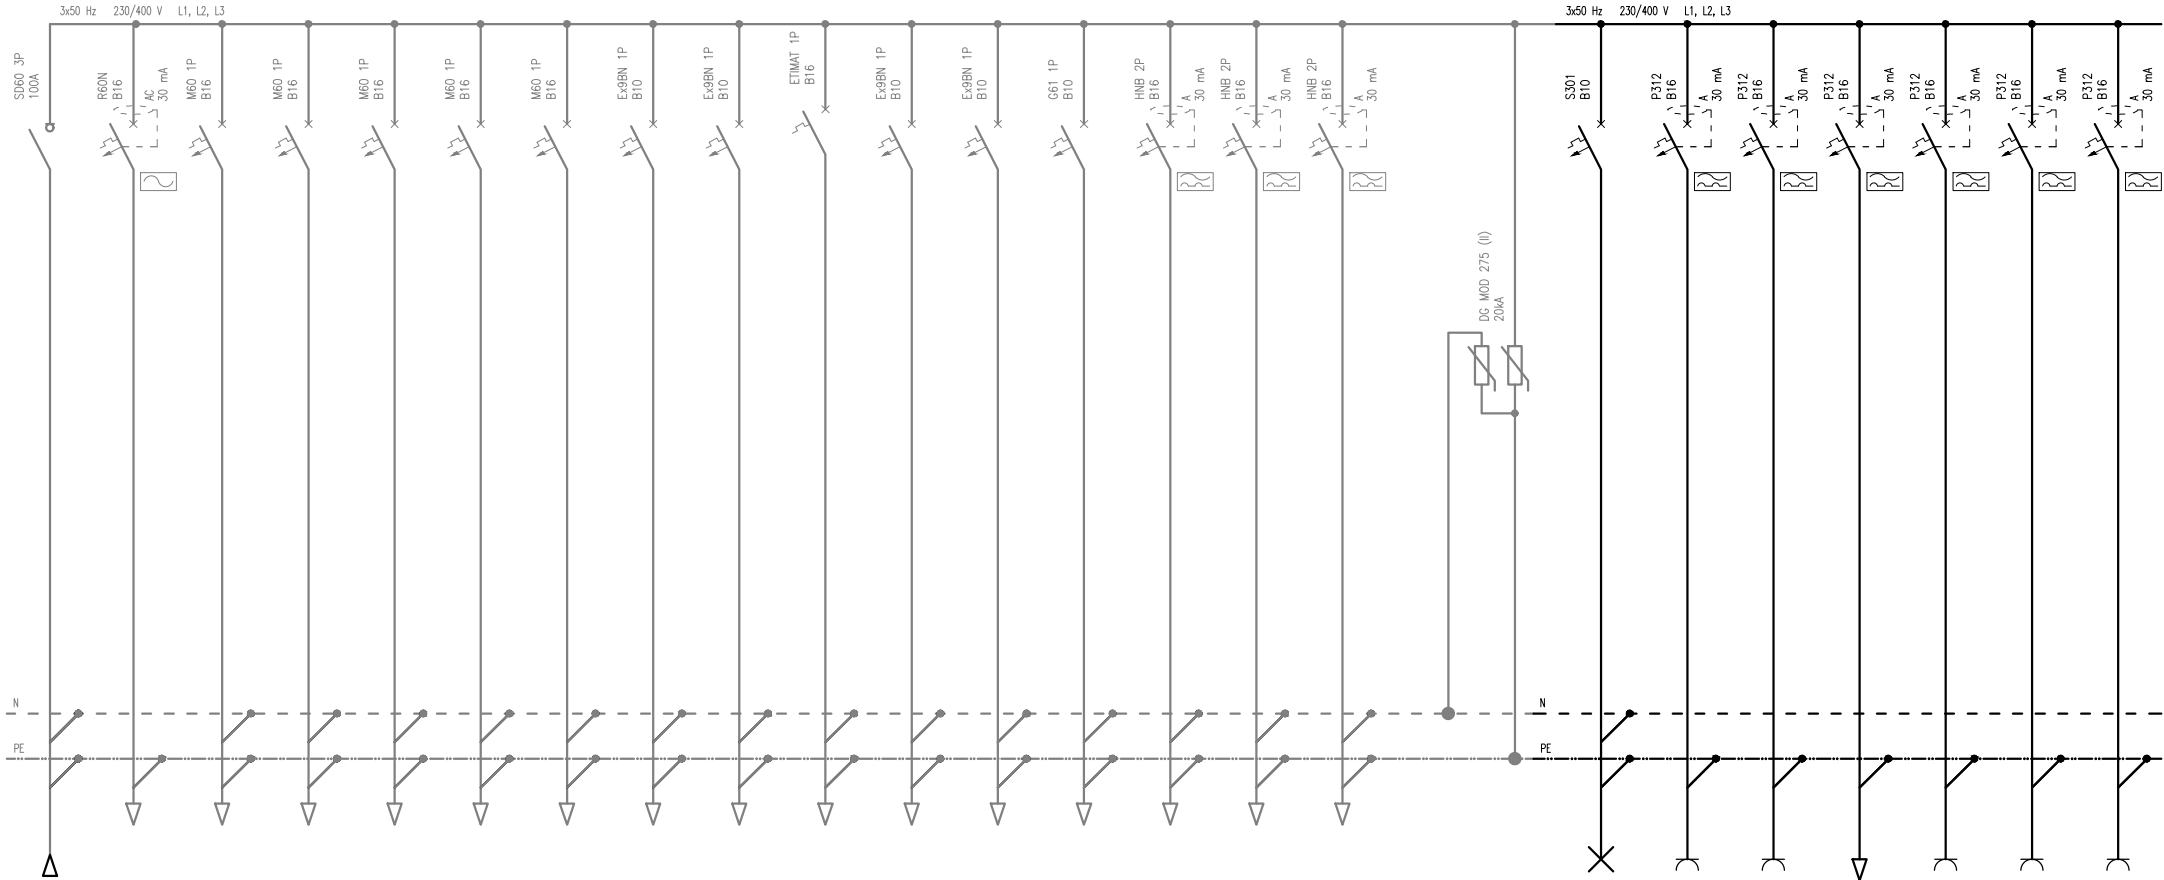 3x50 Hz 230/400 V L1, L2, L3
3x50 Hz 230/400 V L1, L2, L3
SD60 3P
100A
R60N
B16
AC
30 mA
M60 1P
B16
M60 1P
B16
M60 1P
B16
M60 1P
B16
M60 1P
B16
Ex9BN 1P
B10
Ex9BN 1P
B10
ETIMAT 1P
B16
Ex9BN 1P
B10
Ex9BN 1P
B10
G61 1P
B10
HNB 2P
B16
A
30 mA
HNB 2P
B16
A
30 mA
HNB 2P
B16
A
30 mA
DG MOD 275 (II)
20kA
S301
B10
P312
B16
A
30 mA
P312
B16
A
30 mA
P312
B16
A
30 mA
P312
B16
A
30 mA
P312
B16
A
30 mA
P312
B16
A
30 mA
N
N
PE
PE